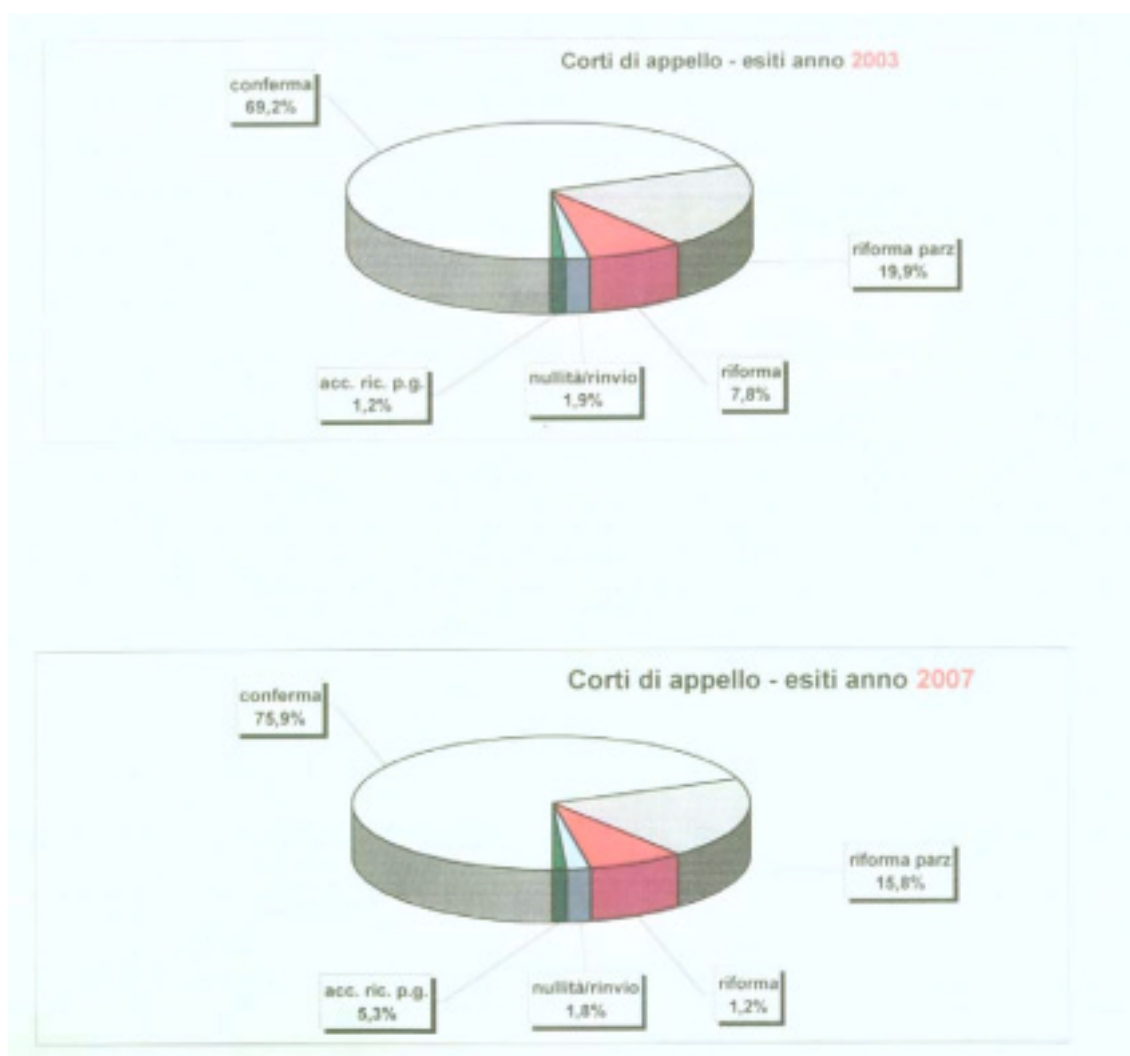 Corti di appello - esiti anno 2003
conferma
69,2%
riforma parz
19,9%
acc. ric. p.g.
1,2%
nullità/rinvio
1,9%
riforma
7,8%
Corti di appello - esiti anno 2007
conferma
75,9%
riforma parz
15,8%
acc. ric. p.g.
5,3%
nullità/rinvio
1,8%
riforma
1,2%